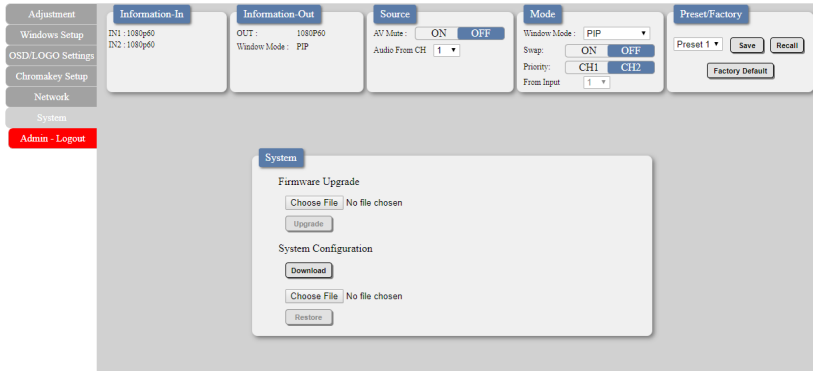 Adjustment
Windows Setup
OSD/LOGO Settings
Chromakey Setup
Network
System
Admin - Logout
Information-In
IN1 : 1080p60
IN2 : 1080p60
Information-Out
OUT : 1080P60
Window Mode : PIP
Source
AV Mute : ON OFF
Audio From CH 1
Mode
Window Mode : PIP
Swap: ON OFF
Priority: CH1 CH2
From Input 1
Preset/Factory
Preset 1 Save Recall
Factory Default
System
Firmware Upgrade
Choose File No file chosen
Upgrade
System Configuration
Download
Choose File No file chosen
Restore